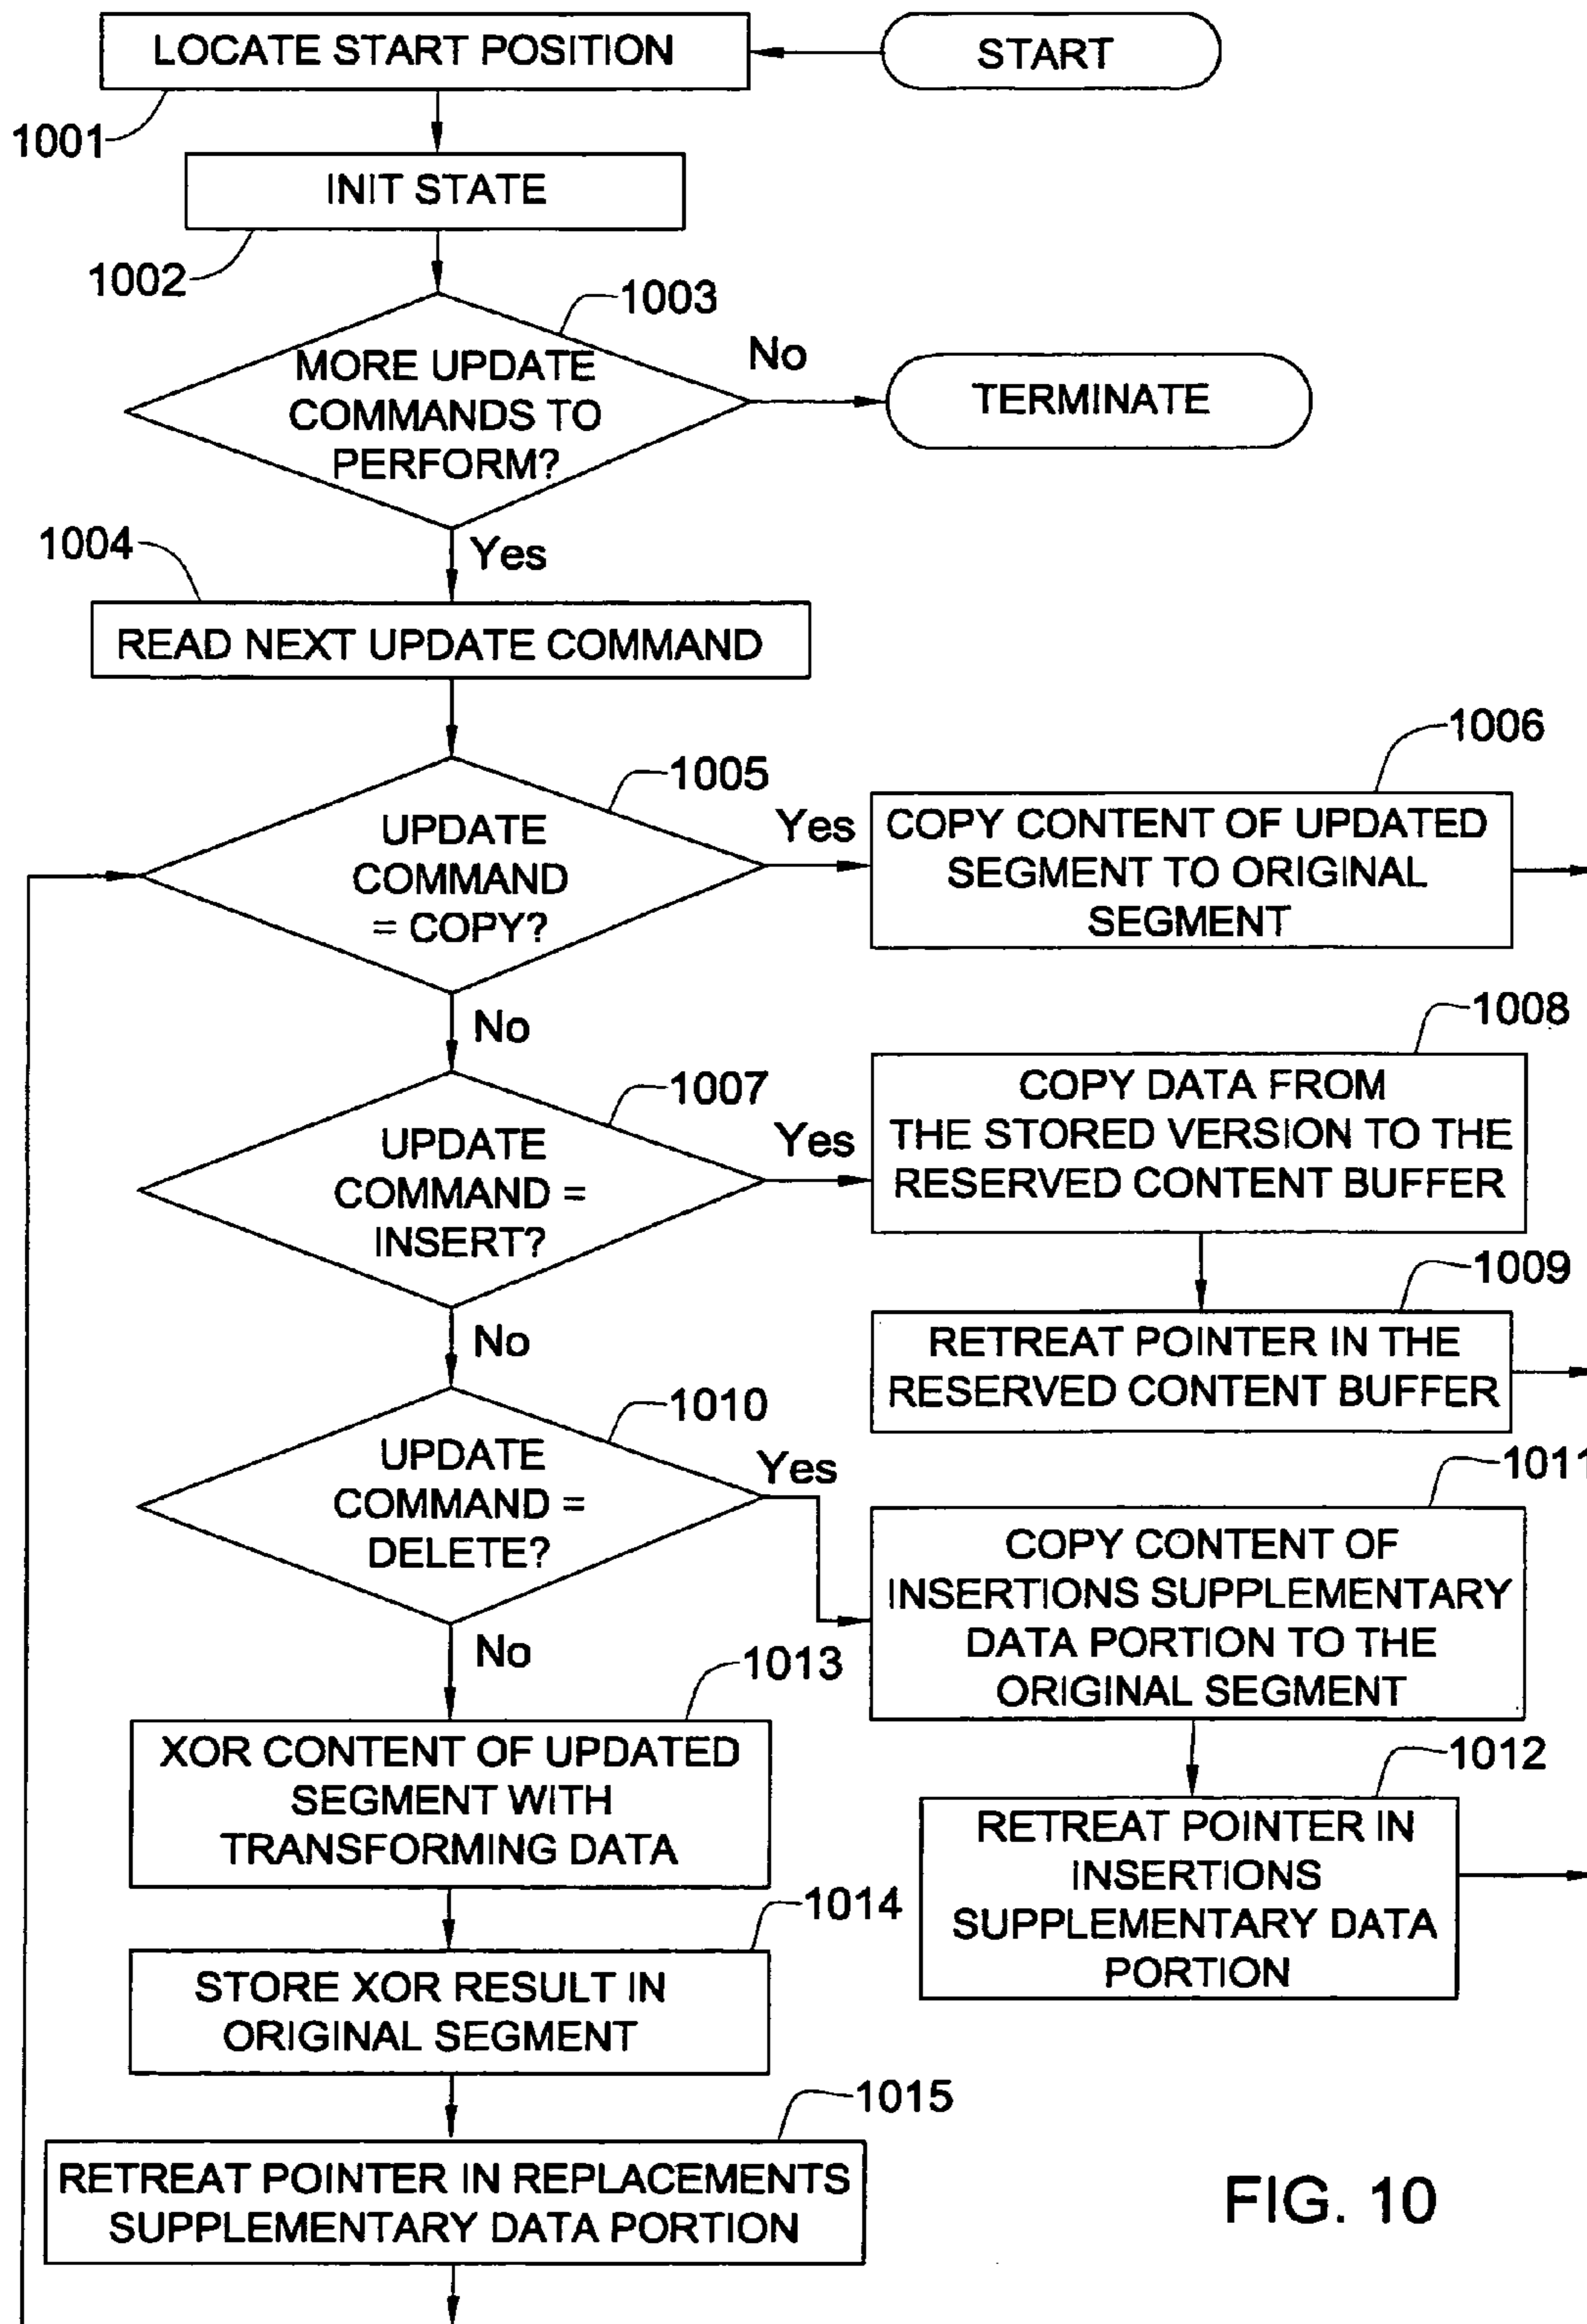 LOCATE START POSITION
START
1001
INIT STATE
1002
1003
MORE UPDATE
COMMANDS TO
PERFORM?
No
TERMINATE
1004
Yes
READ NEXT UPDATE COMMAND
1005
UPDATE
COMMAND
= COPY?
Yes
1006
COPY CONTENT OF UPDATED
SEGMENT TO ORIGINAL
SEGMENT
No
1007
UPDATE
COMMAND =
INSERT?
Yes
1008
COPY DATA FROM
THE STORED VERSION TO THE
RESERVED CONTENT BUFFER
1009
RETREAT POINTER IN THE
RESERVED CONTENT BUFFER
No
1010
UPDATE
COMMAND =
DELETE?
Yes
1011
COPY CONTENT OF
INSERTIONS SUPPLEMENTARY
DATA PORTION TO THE
ORIGINAL SEGMENT
1012
RETREAT POINTER IN
INSERTIONS
SUPPLEMENTARY DATA
PORTION
No
1013
XOR CONTENT OF UPDATED
SEGMENT WITH
TRANSFORMING DATA
1014
STORE XOR RESULT IN
ORIGINAL SEGMENT
1015
RETREAT POINTER IN REPLACEMENTS
SUPPLEMENTARY DATA PORTION
FIG. 10